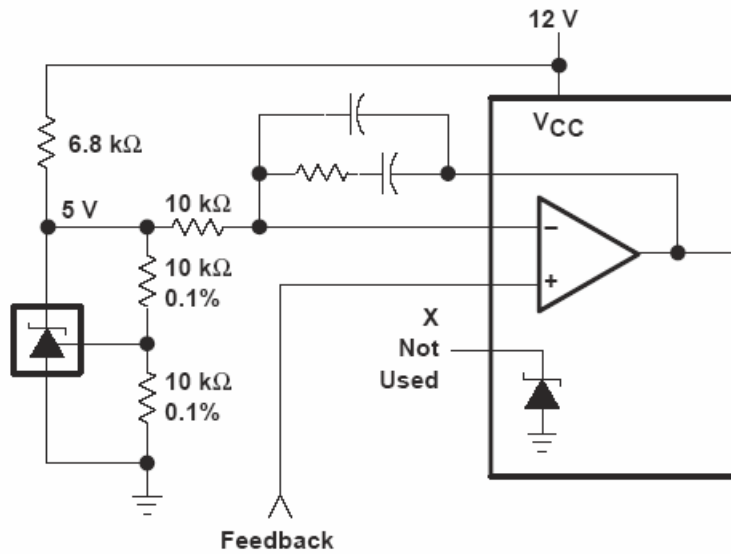 12 V
6.8 kΩ
VCC
5 V
10 kΩ
10 kΩ
0.1%
10 kΩ
0.1%
−
+
X
Not
Used
Feedback